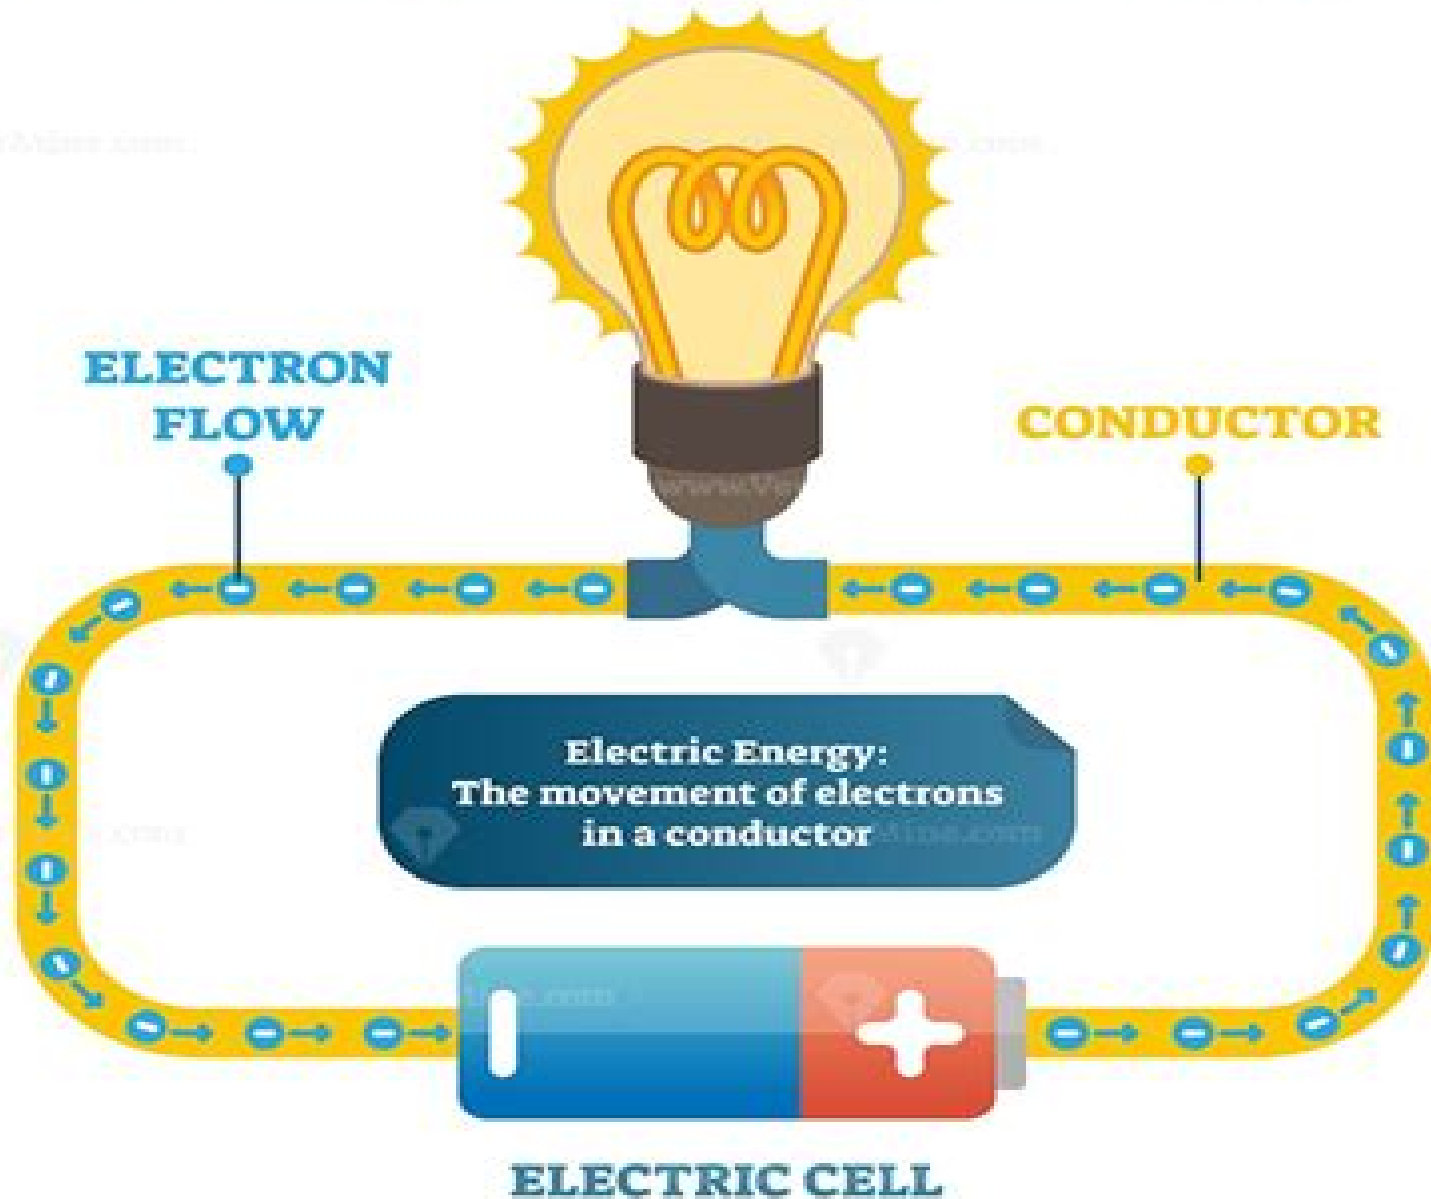 ELECTRON
FLOW
CONDUCTOR
Electric Energy:
The movement of electrons
in a conductor
ELECTRIC CELL